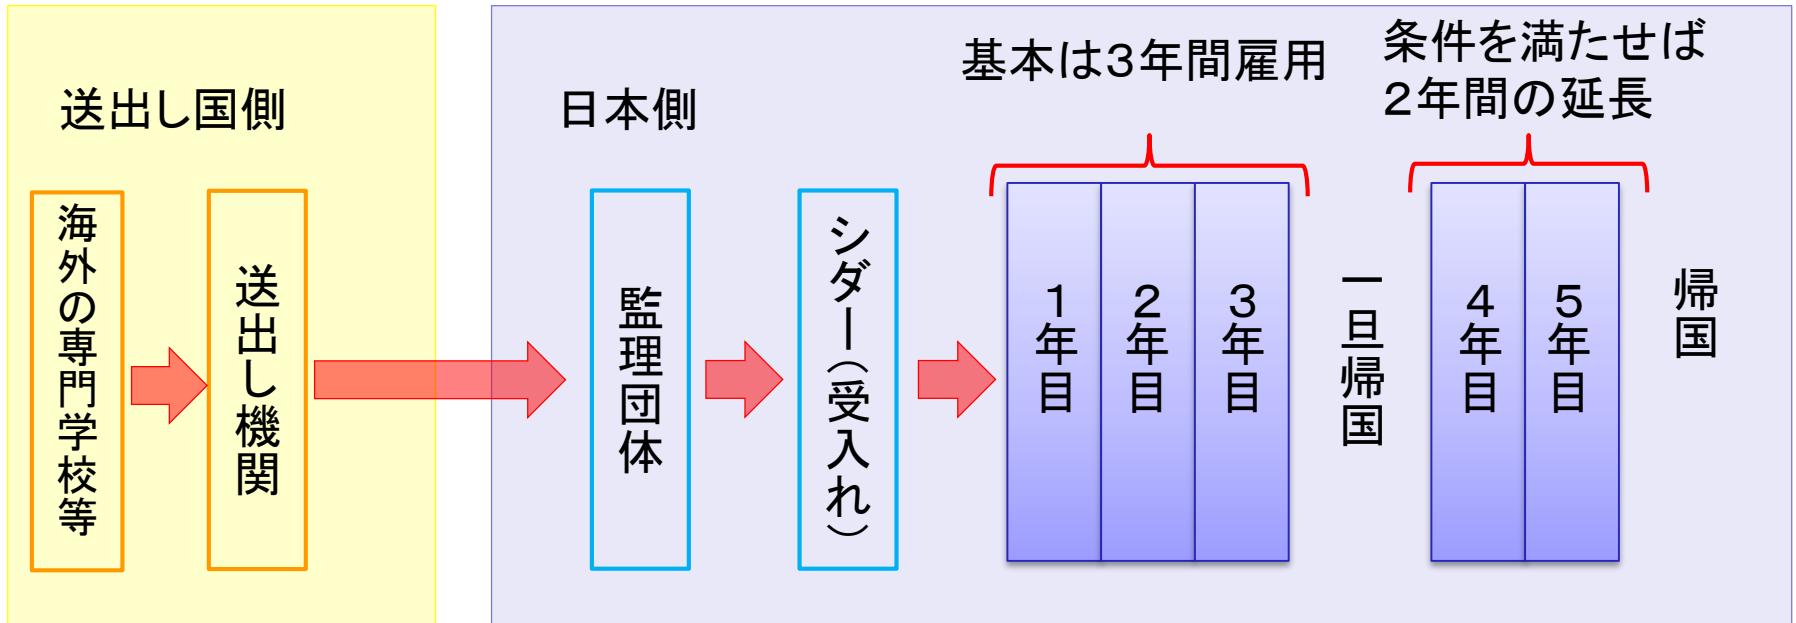 送出し国側
海外の専門学校等
送出し機関
日本側
監理団体
シダー(受入れ)
基本は３年間雇用
１年目
２年目
３年目
一旦帰国
条件を満たせば
２年間の延長
４年目
５年目
帰国